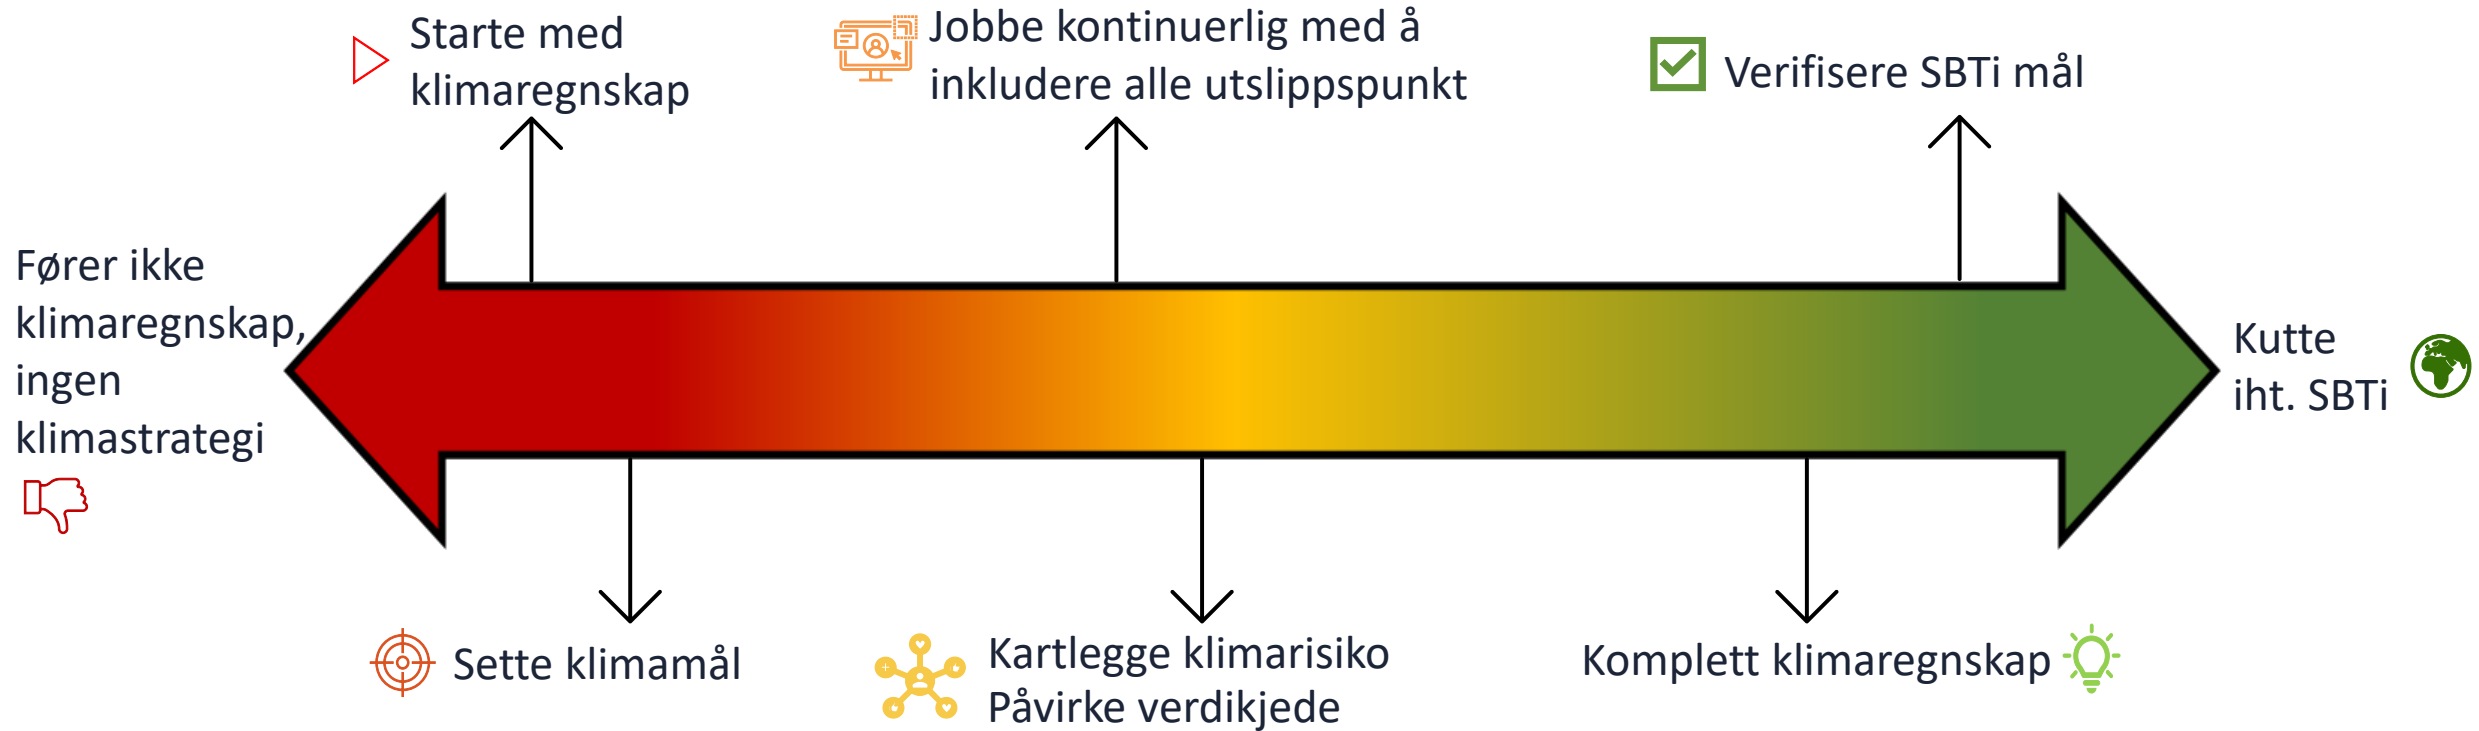 Starte med
klimaregnskap
Jobbe kontinuerlig med å
inkludere alle utslippspunkt
Verifisere SBTi mål
Fører ikke
klimaregnskap,
ingen
klimastrategi
Kutte
iht. SBTi
Sette klimamål
Kartlegge klimarisiko
Påvirke verdikjede
Komplett klimaregnskap